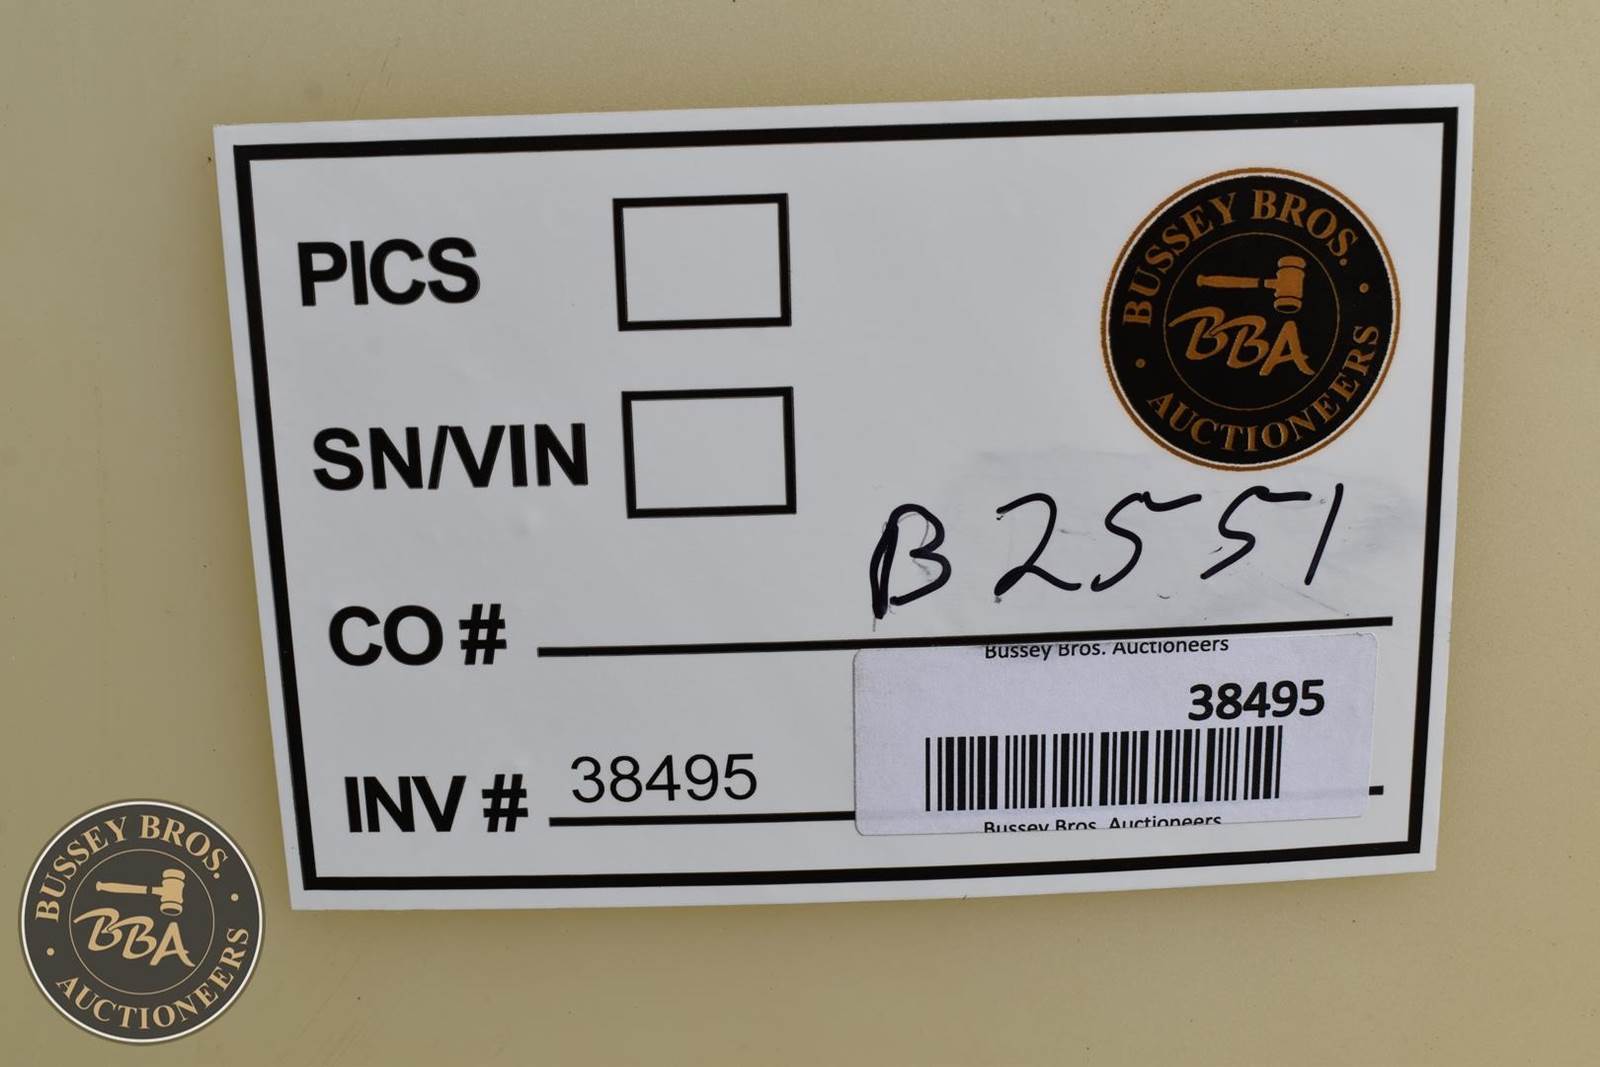 PICS
BUSSEY BROS.
BBA
AUCTIONEERS
SN/VIN
B2551
CO #
Bussey Bros. Auctioneers
38495
INV # 38495
Bussey Bros. Auctioneers
BUSSEY BROS.
BBA
AUCTIONEERS